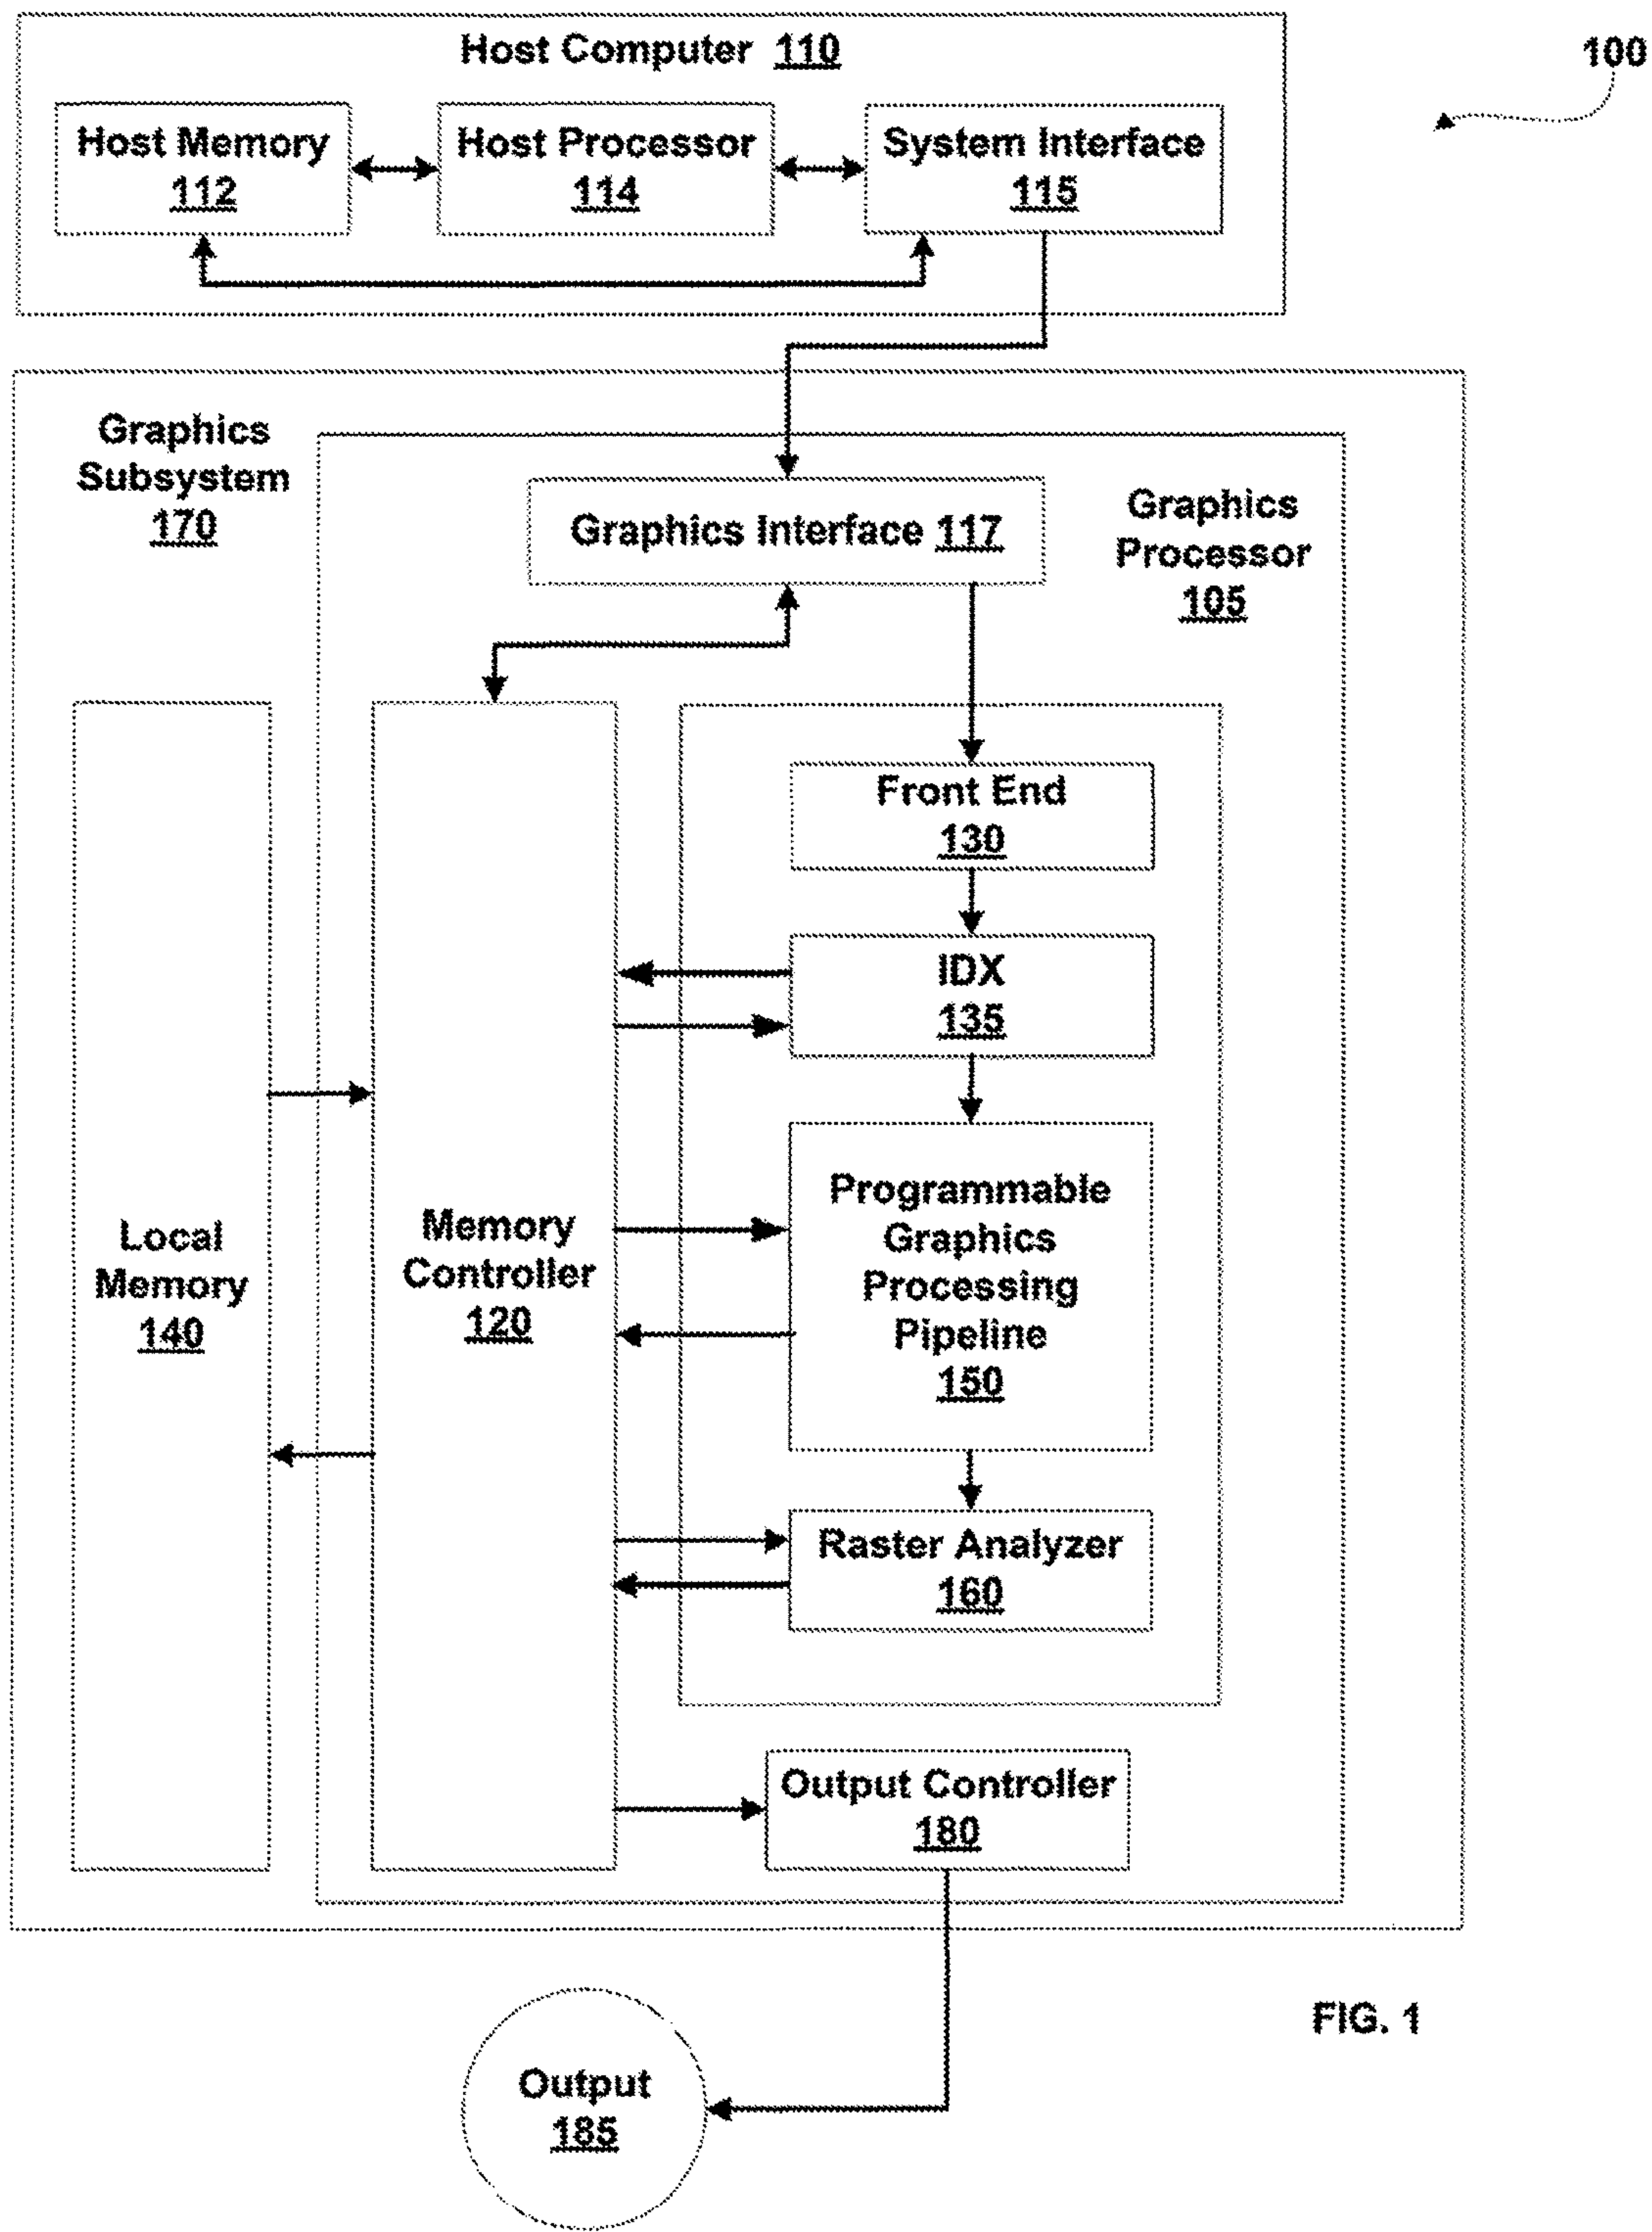 Host Computer 110
100
Host Memory
112
Host Processor
114
System Interface
115
Graphics
Subsystem
170
Graphics Interface 117
Graphics
Processor
105
Front End
130
IDX
135
Local
Memory
140
Memory
Controller
120
Programmable
Graphics
Processing
Pipeline
150
Raster Analyzer
160
Output Controller
180
FIG. 1
Output
185